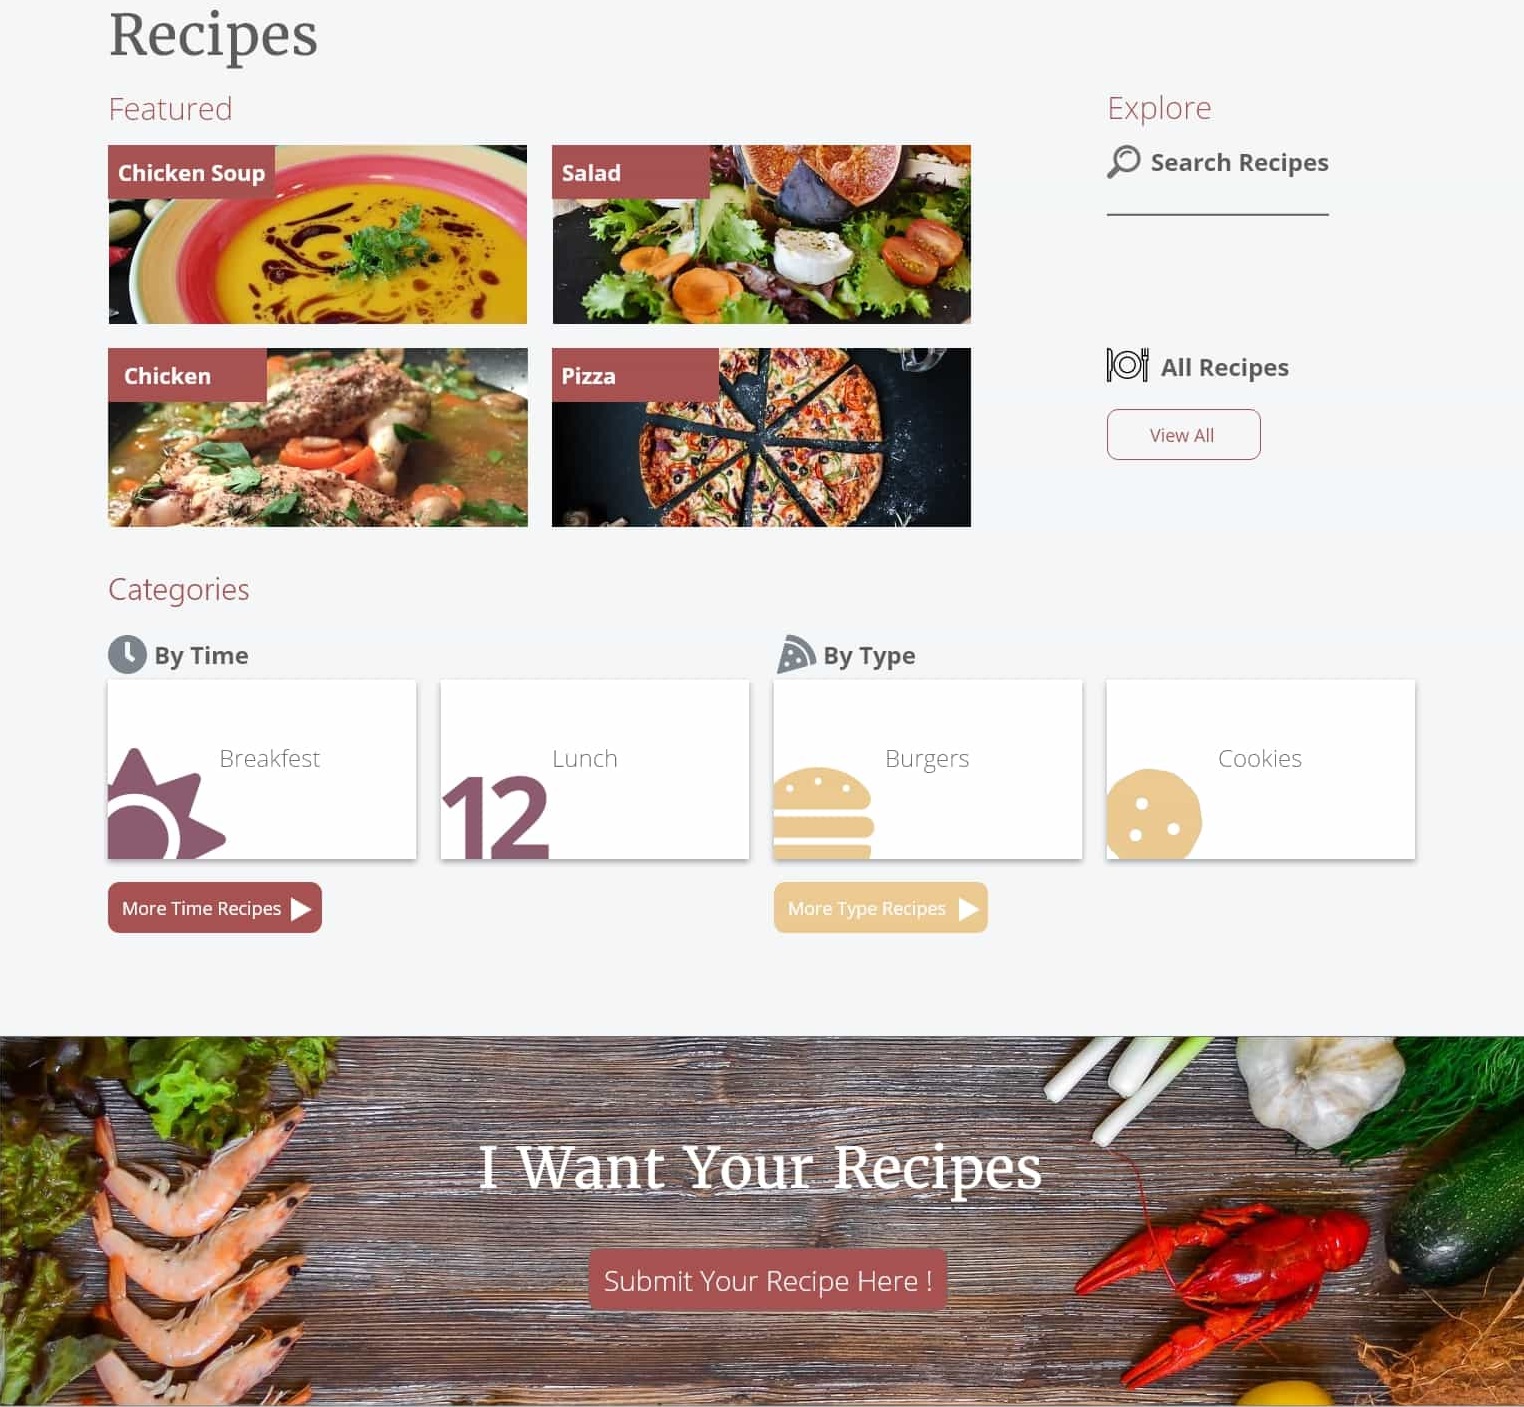 Recipes
Featured
Explore
Chicken Soup
Salad
Search Recipes
Chicken
Pizza
All Recipes
View All
Categories
By Time
By Type
Breakfest
Lunch
Burgers
Cookies
12
More Time Recipes
More Type Recipes
I Want Your Recipes
Submit Your Recipe Here !